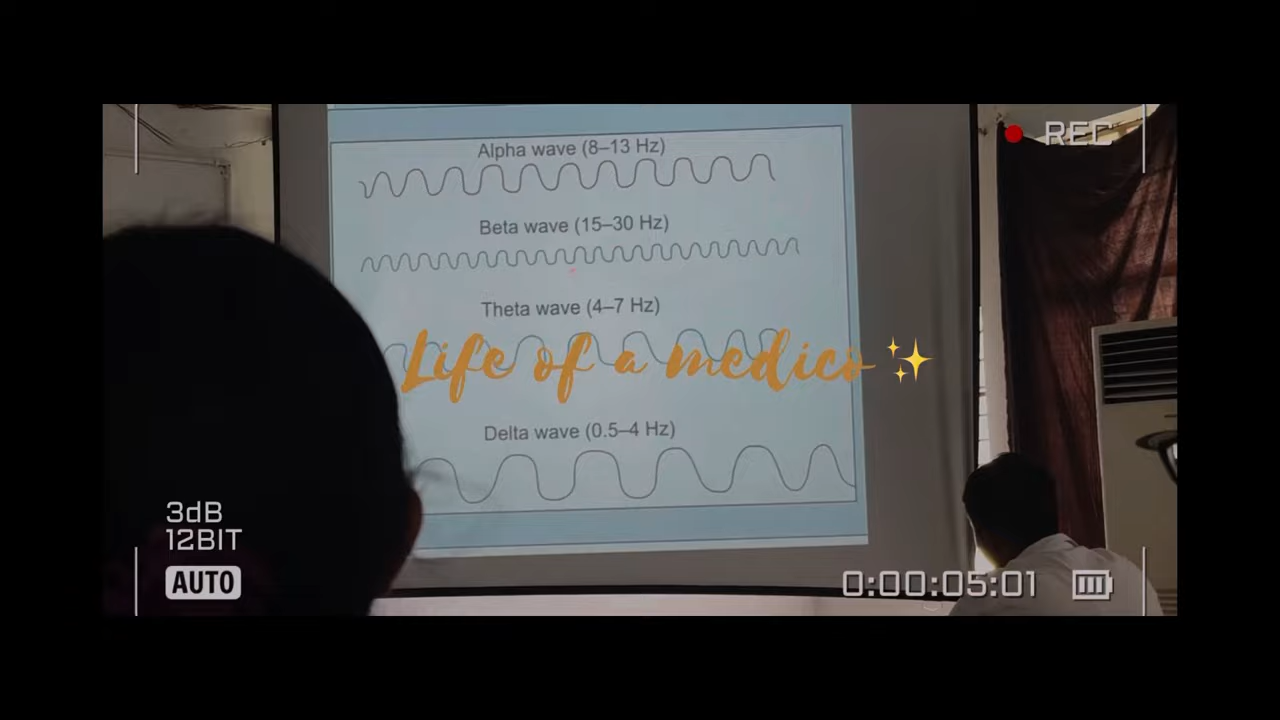 REC
Alpha wave (8–13 Hz)
Beta wave (15–30 Hz)
Theta wave (4–7 Hz)
Life of a medico
Delta wave (0.5–4 Hz)
3dB
12BIT
AUTO
0:00:05:01